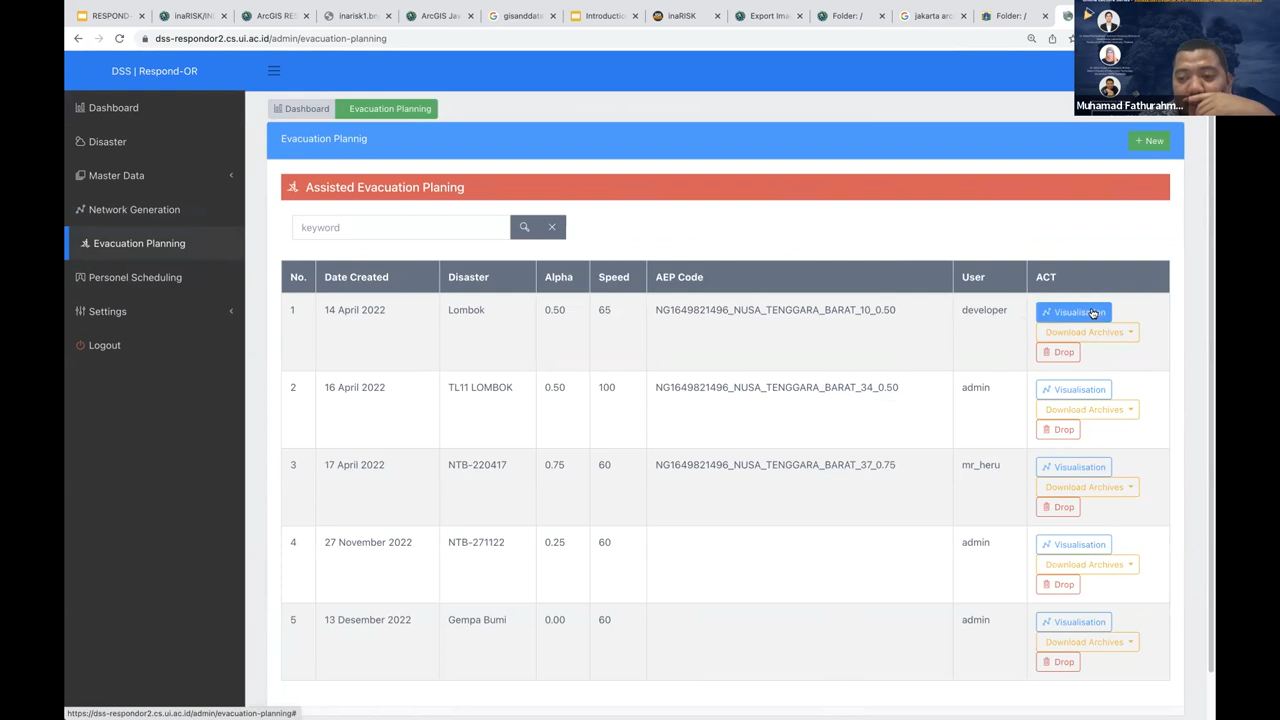 RESPOND-
inaRISK/IN
ArcGIS RES
inarisk1.bn
ArcGIS Jav
gisanddata
Introductio
inaRISK
Export Ima
Folder: /
jakarta arc
Folder: /
dss-respondor2.cs.ui.ac.id/admin/evacuation-planning
Muhamad Fathurahm...
DSS | Respond-OR
Dashboard
Disaster
Master Data
Network Generation
Evacuation Planning
Personel Scheduling
Settings
Logout
Dashboard
Evacuation Planning
Evacuation Plannig
+ New
Assisted Evacuation Planing
keyword
No. Date Created Disaster Alpha Speed AEP Code User ACT
1 14 April 2022 Lombok 0.50 65 NG1649821496_NUSA_TENGGARA_BARAT_10_0.50 developer Visualisation
Download Archives
Drop
2 16 April 2022 TL11 LOMBOK 0.50 100 NG1649821496_NUSA_TENGGARA_BARAT_34_0.50 admin Visualisation
Download Archives
Drop
3 17 April 2022 NTB-220417 0.75 60 NG1649821496_NUSA_TENGGARA_BARAT_37_0.75 mr_heru Visualisation
Download Archives
Drop
4 27 November 2022 NTB-271122 0.25 60 admin Visualisation
Download Archives
Drop
5 13 Desember 2022 Gempa Bumi 0.00 60 admin Visualisation
Download Archives
Drop
https://dss-respondor2.cs.ui.ac.id/admin/evacuation-planning#